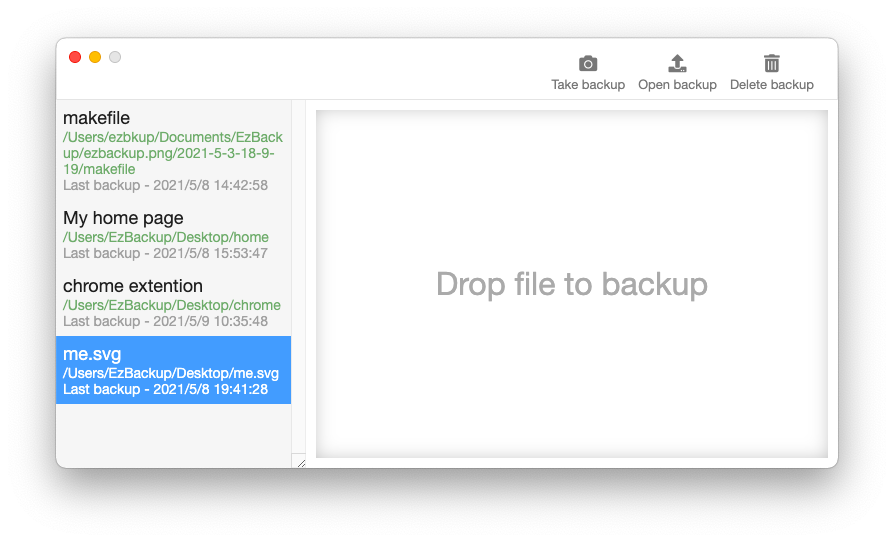 Take backup
Open backup
Delete backup
makefile
/Users/ezbkup/Documents/EzBack
up/ezbackup.png/2021-5-3-18-9-
19/makefile
Last backup - 2021/5/8 14:42:58
My home page
/Users/EzBackup/Desktop/home
Last backup - 2021/5/8 15:53:47
chrome extention
/Users/EzBackup/Desktop/chrome
Last backup - 2021/5/9 10:35:48
me.svg
/Users/EzBackup/Desktop/me.svg
Last backup - 2021/5/8 19:41:28
Drop file to backup